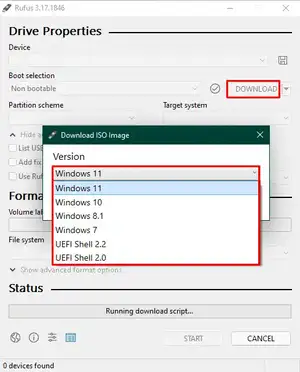 Rufus 3.17.1846
Drive Properties
Device
Boot selection
Non bootable
DOWNLOAD
Partition scheme
Target system
Download ISO Image
Version
Windows 11
Windows 11
Windows 10
Windows 8.1
Windows 7
UEFI Shell 2.2
UEFI Shell 2.0
List USB
Add fix
Use Ruf
Form
Volume lab
File system
Show advanced format options
Status
Running download script...
START
CANCEL
0 devices found